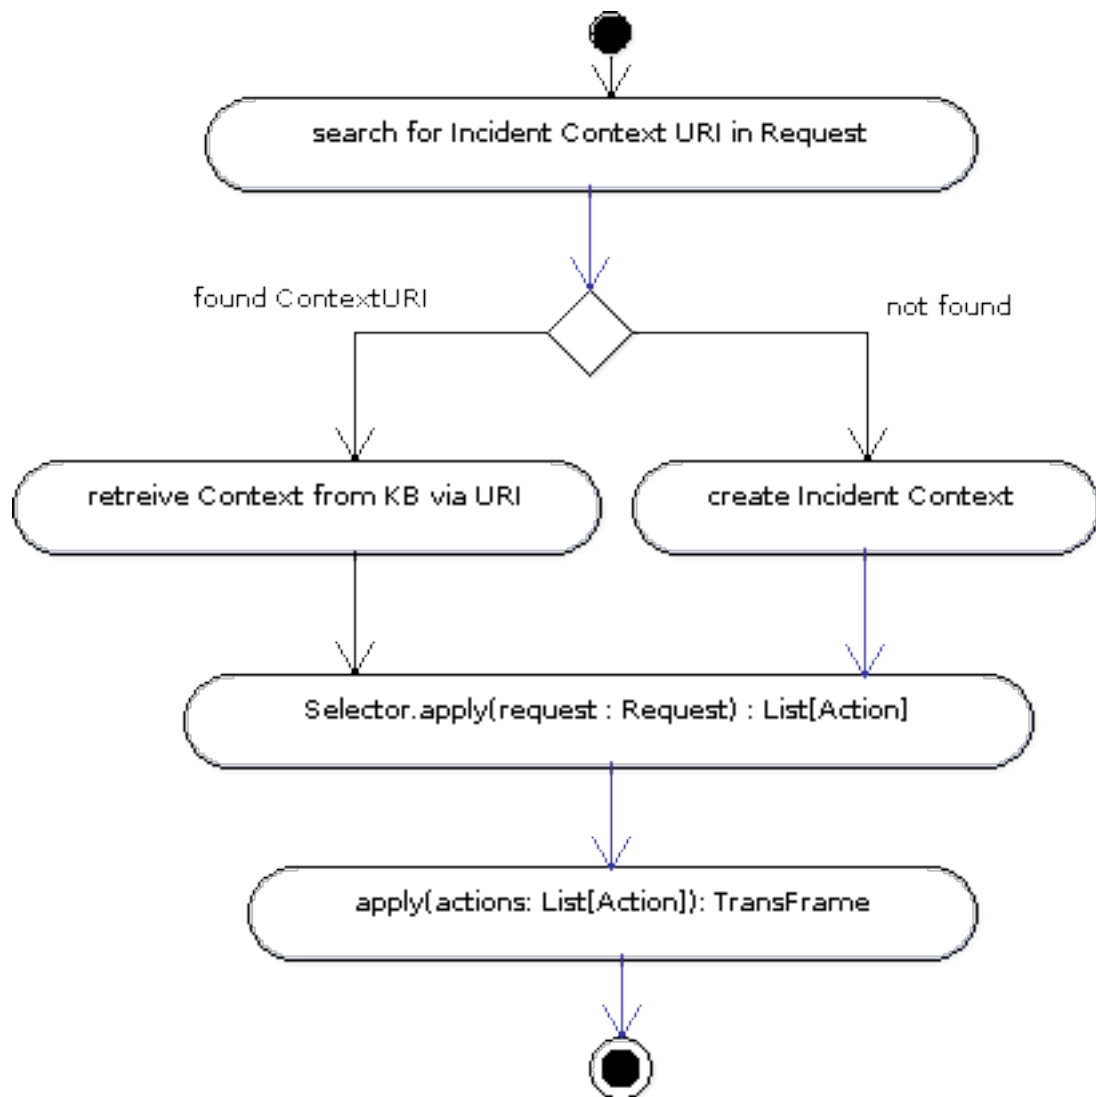 search for Incident Context URI in Request
found ContextURI
not found
retreive Context from KB via URI
create Incident Context
Selector.apply(request : Request) : List[Action]
apply(actions: List[Action]): TransFrame